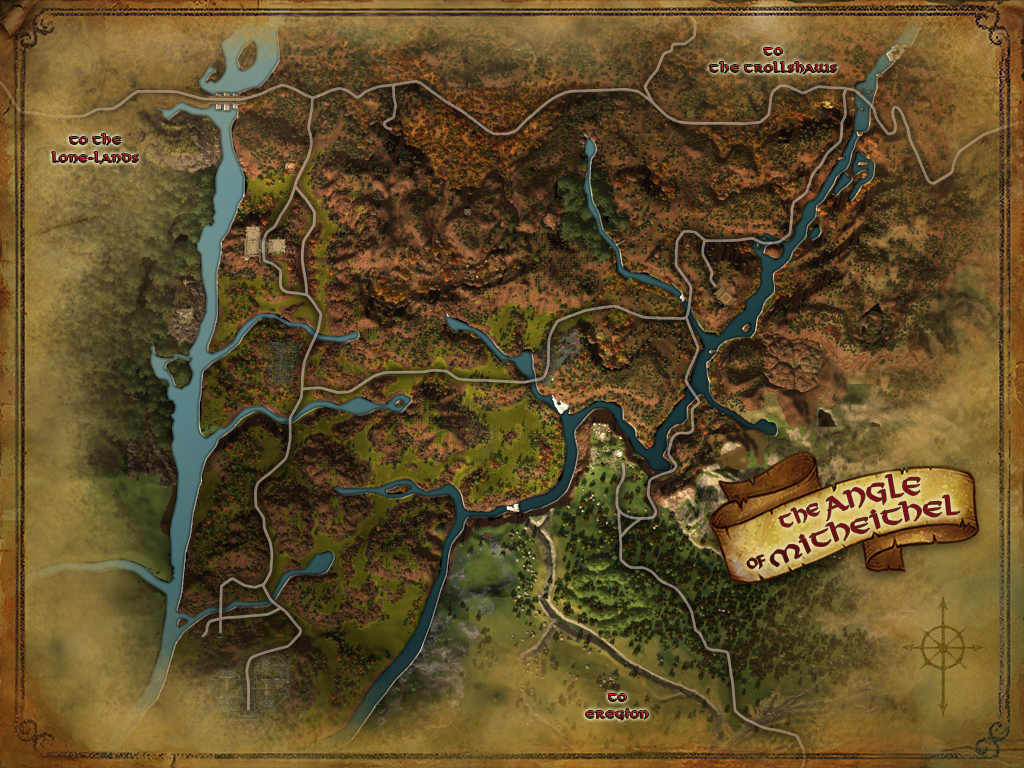 to
the trollshaws
to the
lone-lands
the Angle
of Mitheithel
to
eregion